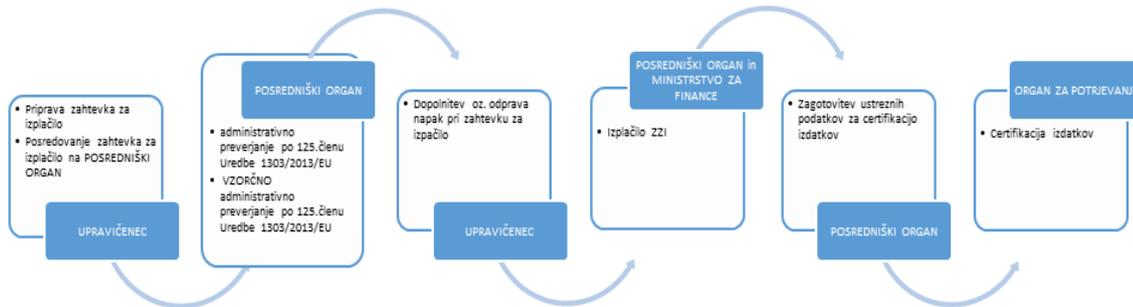 • Priprava zahtevka za
izplačilo
• Posredovanje zahtevka za
izplačilo na POSREDNIŠKI
ORGAN
UPRAVIČENEC
POSREDNIŠKI ORGAN
• administrativno
preverjanje po 125.členu
Uredbe 1303/2013/EU
• VZORČNO
administrativno
preverjanje po 125.členu
Uredbe 1303/2013/EU
• Dopolnitev oz. odprava
napak pri zahtevku za
izpačilo
UPRAVIČENEC
POSREDNIŠKI ORGAN in
MINISTRSTVO ZA
FINANCE
• Izplačilo ZZI
• Zagotovitev ustreznih
podatkov za certifikacijo
izdatkov
POSREDNIŠKI ORGAN
ORGAN ZA POTRJEVANJ
• Certifikacija izdatkov